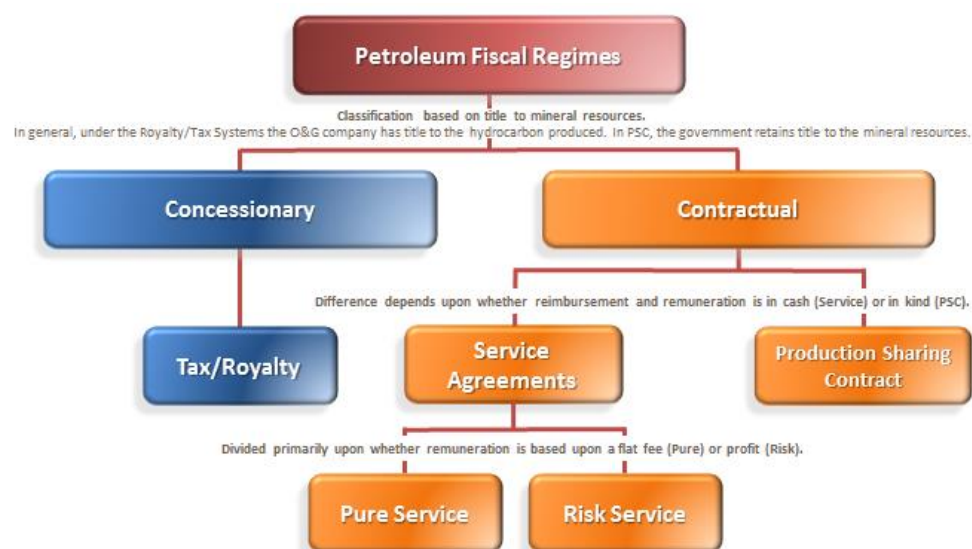 Petroleum Fiscal Regimes
Classification based on title to mineral resources.
In general, under the Royalty/Tax Systems the O&G company has title to the hydrocarbon produced. In PSC, the government retains title to the mineral resources.
Concessionary
Contractual
Difference depends upon whether reimbursement and remuneration is in cash (Service) or in kind (PSC).
Tax/Royalty
Service
Agreements
Production Sharing
Contract
Divided primarily upon whether remuneration is based upon a flat fee (Pure) or profit (Risk).
Pure Service
Risk Service